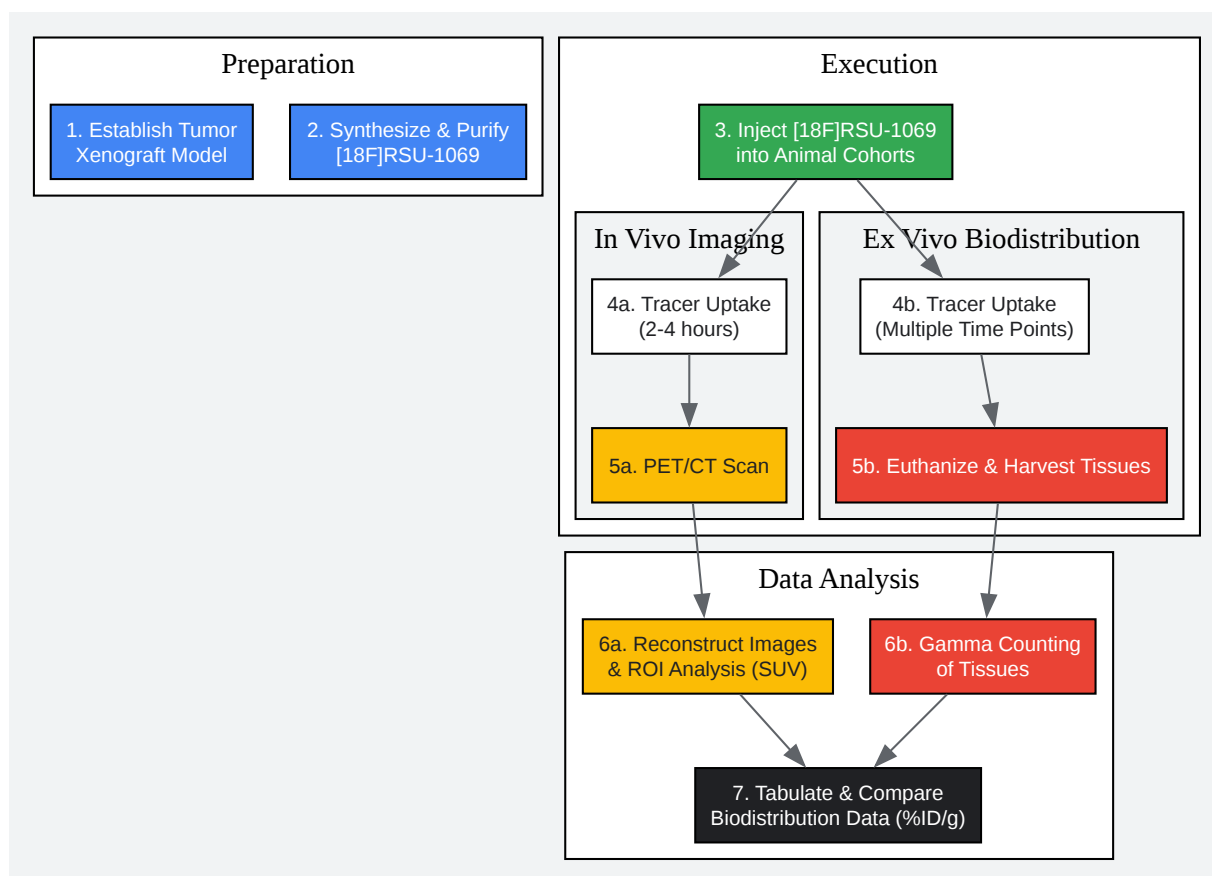 Preparation
1. Establish Tumor
Xenograft Model
2. Synthesize & Purify
[18F]RSU-1069
Execution
3. Inject [18F]RSU-1069
into Animal Cohorts
In Vivo Imaging
4a. Tracer Uptake
(2-4 hours)
5a. PET/CT Scan
Ex Vivo Biodistribution
4b. Tracer Uptake
(Multiple Time Points)
5b. Euthanize & Harvest Tissues
Data Analysis
6a. Reconstruct Images
& ROI Analysis (SUV)
6b. Gamma Counting
of Tissues
7. Tabulate & Compare
Biodistribution Data (%ID/g)